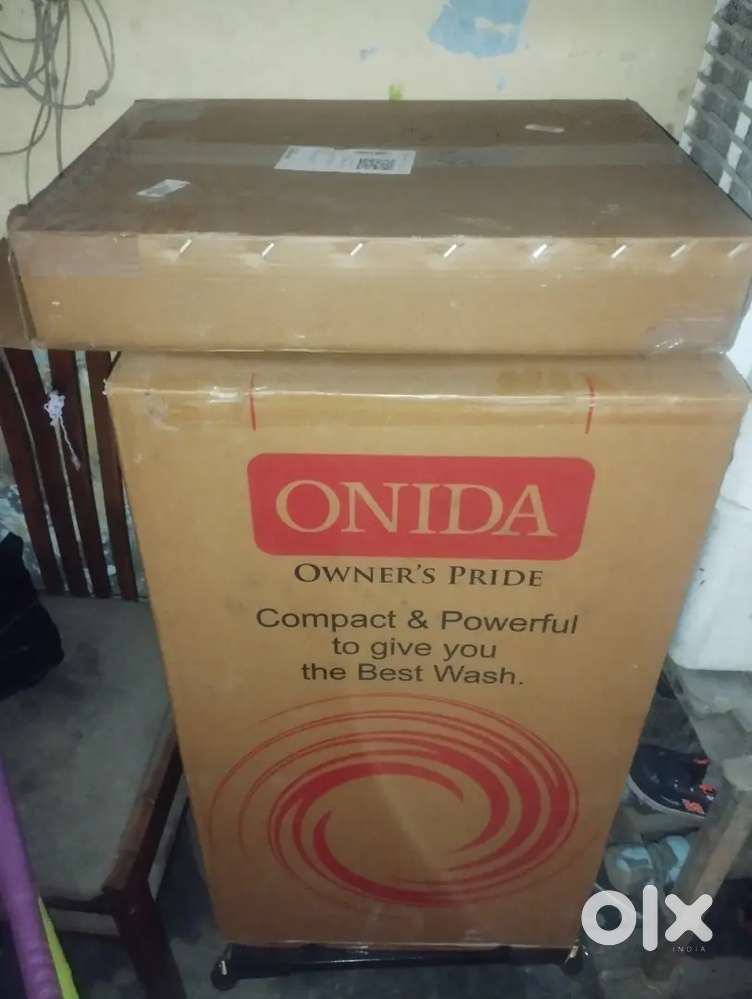 ONIDA
OWNER'S PRIDE
Compact & Powerful
to give you
the Best Wash.
olx
INDIA